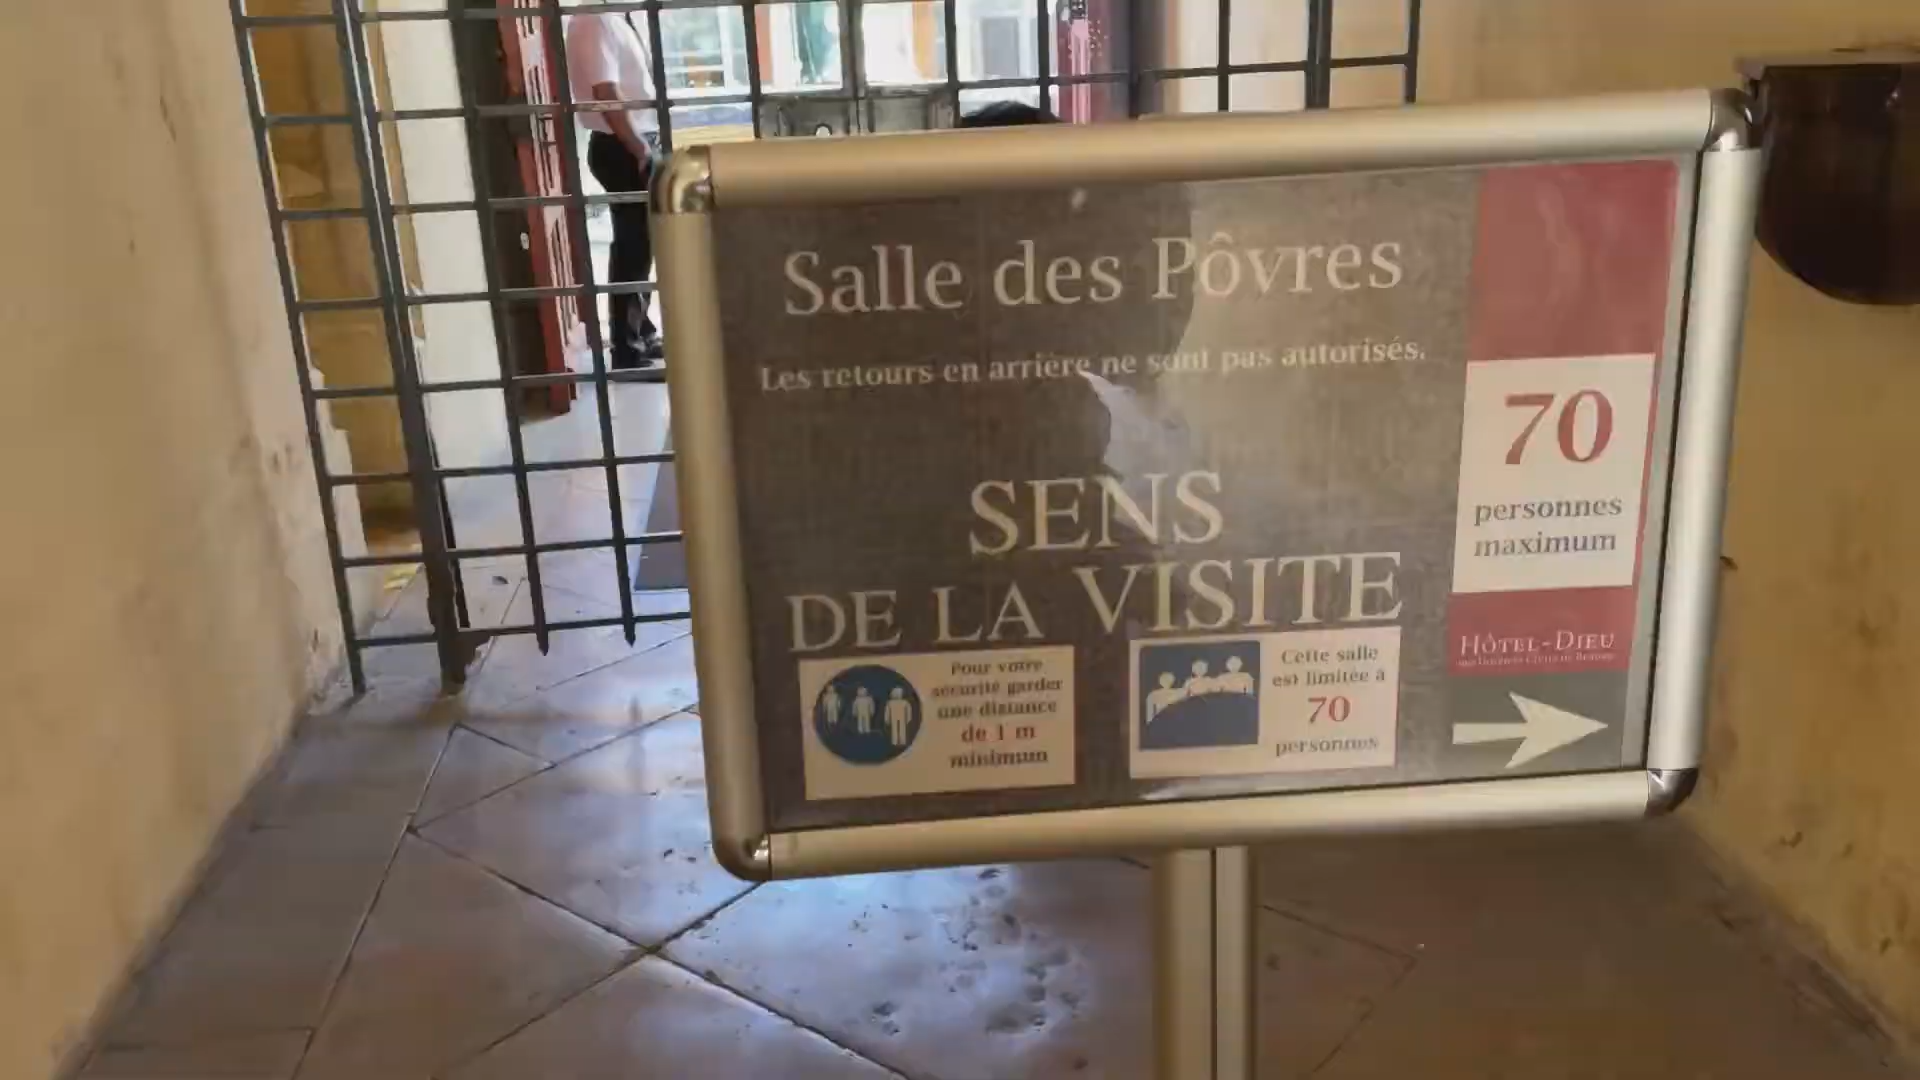 Salle des Pôvres
Les retours en arrière ne sont pas autorisés.
SENS
DE LA VISITE
70
personnes
maximum
HÔTEL-DIEU
Pour votre
sécurité garder
une distance
de 1 m
minimum
Cette salle
est limitée à
70
personnes